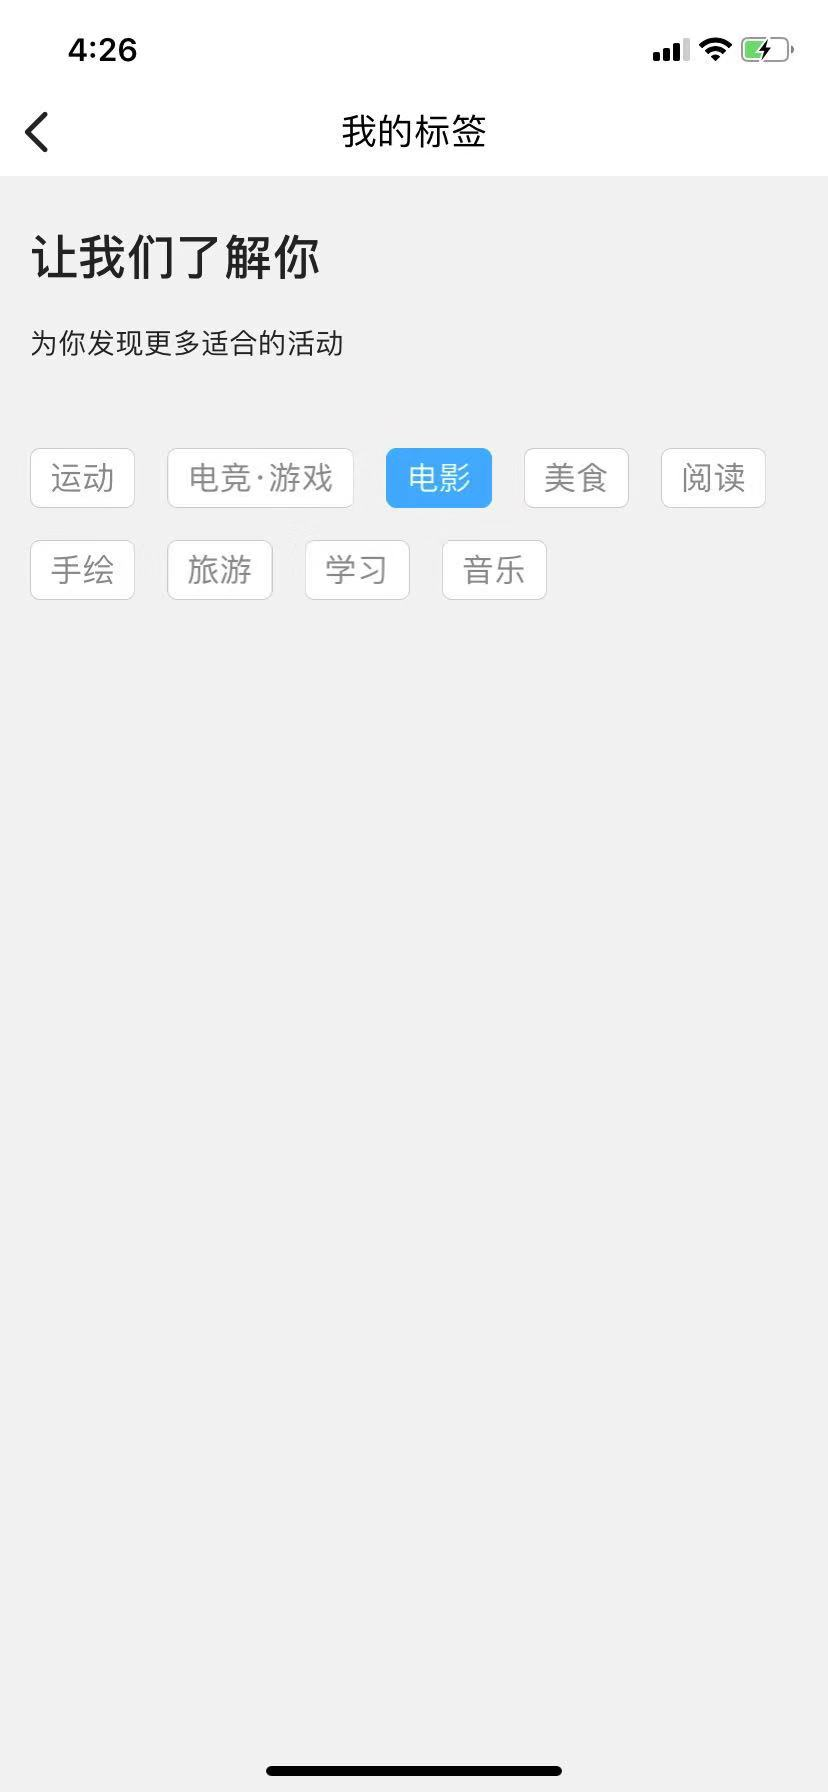 4:26
我的标签
让我们了解你
为你发现更多适合的活动
运动 电竞·游戏 电影 美食 阅读
手绘 旅游 学习 音乐